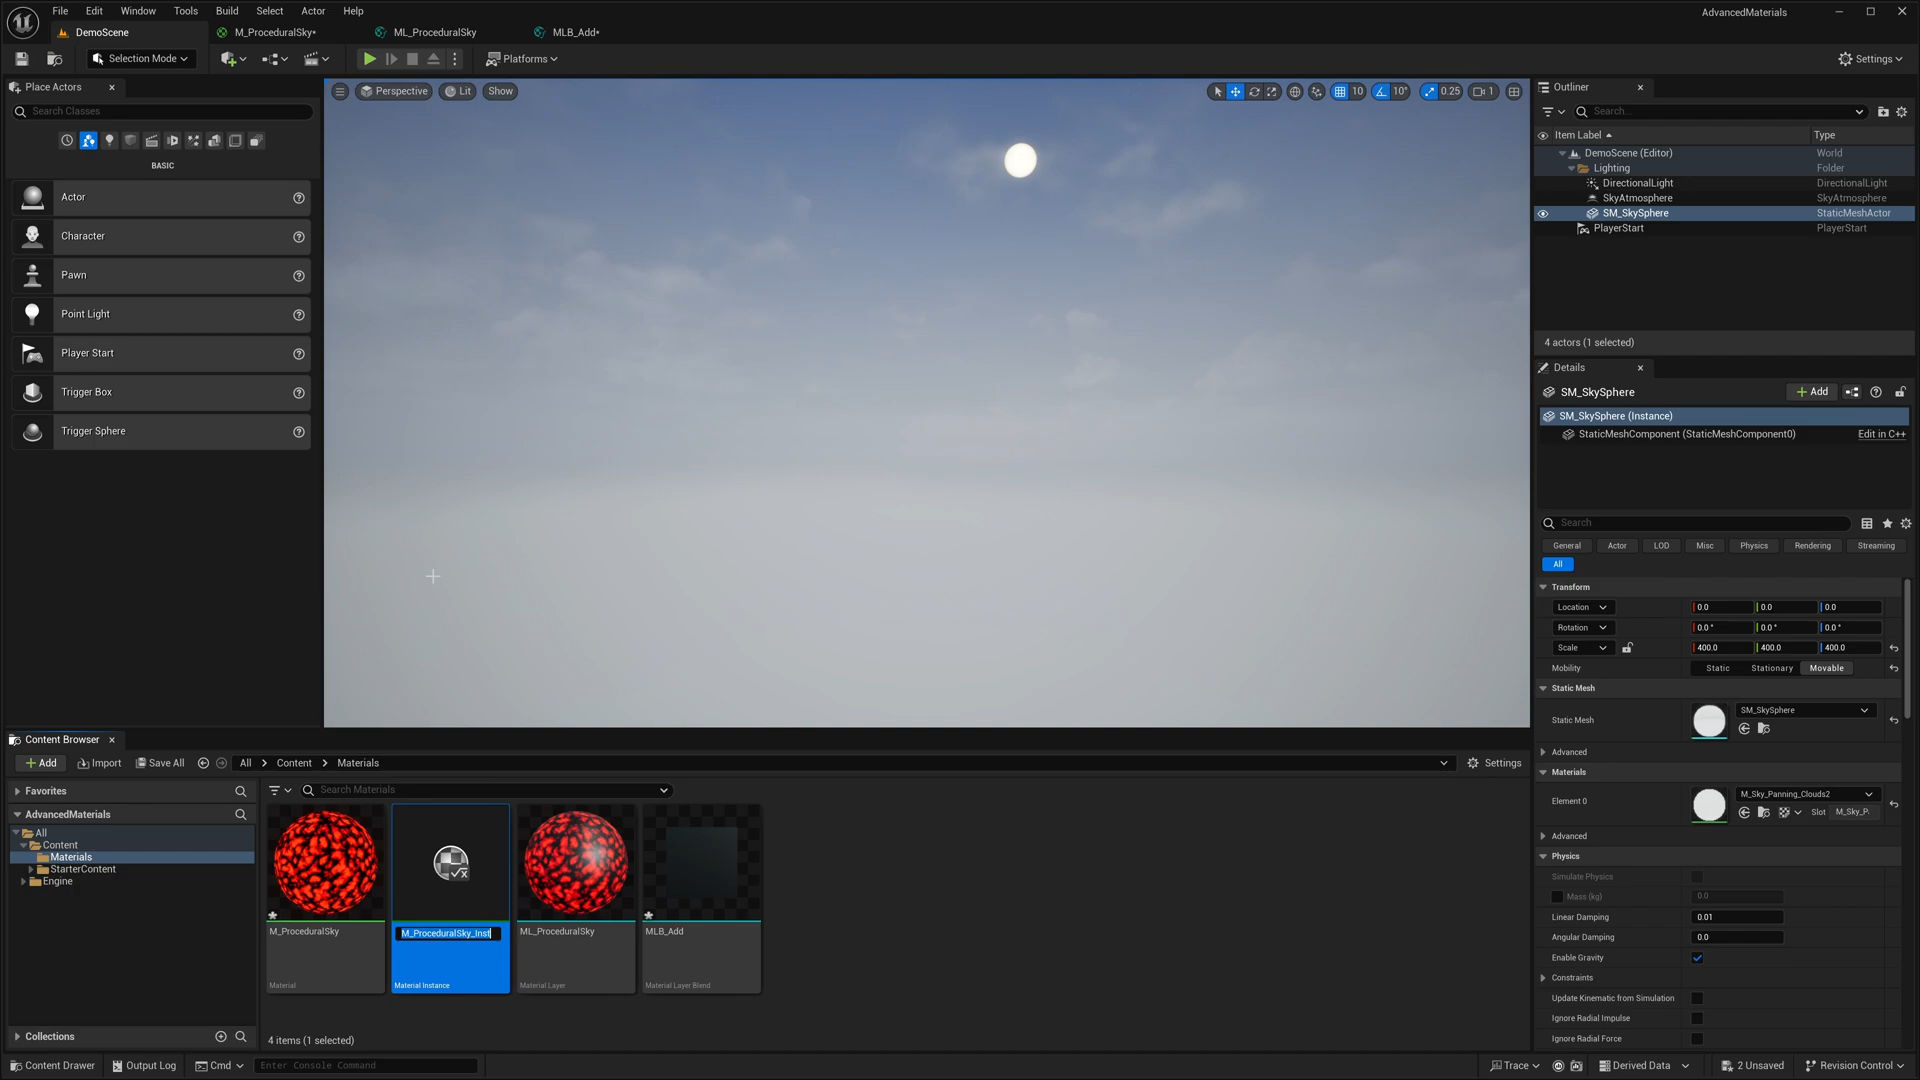 File Edit Window Tools Build Select Actor Help
AdvancedMaterials
DemoScene
M_ProceduralSky*
ML_ProceduralSky
MLB_Add*
Selection Mode
Platforms
Settings
Place Actors
Search Classes
BASIC
Actor
Character
Pawn
Point Light
Player Start
Trigger Box
Trigger Sphere
Perspective
Lit
Show
10
10°
0.25
1
Outliner
Search...
Item Label
Type
DemoScene (Editor) World
Lighting Folder
DirectionalLight DirectionalLight
SkyAtmosphere SkyAtmosphere
SM_SkySphere StaticMeshActor
PlayerStart PlayerStart
4 actors (1 selected)
Details
SM_SkySphere
Add
SM_SkySphere (Instance)
StaticMeshComponent (StaticMeshComponent0) Edit in C++
Search
General Actor LOD Misc Physics Rendering Streaming
All
Transform
Location 0.0 0.0 0.0
Rotation 0.0 ° 0.0 ° 0.0 °
Scale 400.0 400.0 400.0
Mobility Static Stationary Movable
Static Mesh
Static Mesh SM_SkySphere
Advanced
Materials
Element 0 M_Sky_Panning_Clouds2
Slot M_Sky_P
Advanced
Physics
Simulate Physics
Mass (kg) 0.0
Linear Damping 0.01
Angular Damping 0.0
Enable Gravity
Constraints
Update Kinematic from Simulation
Ignore Radial Impulse
Ignore Radial Force
Content Browser
Add Import Save All All Content Materials Settings
Favorites
AdvancedMaterials
All
Content
Materials
StarterContent
Engine
Collections
Search Materials
M_ProceduralSky
Material
M_ProceduralSky_Inst
Material Instance
ML_ProceduralSky
Material Layer
MLB_Add
Material Layer Blend
4 items (1 selected)
Content Drawer Output Log Cmd Enter Console Command Trace Derived Data 2 Unsaved Revision Control